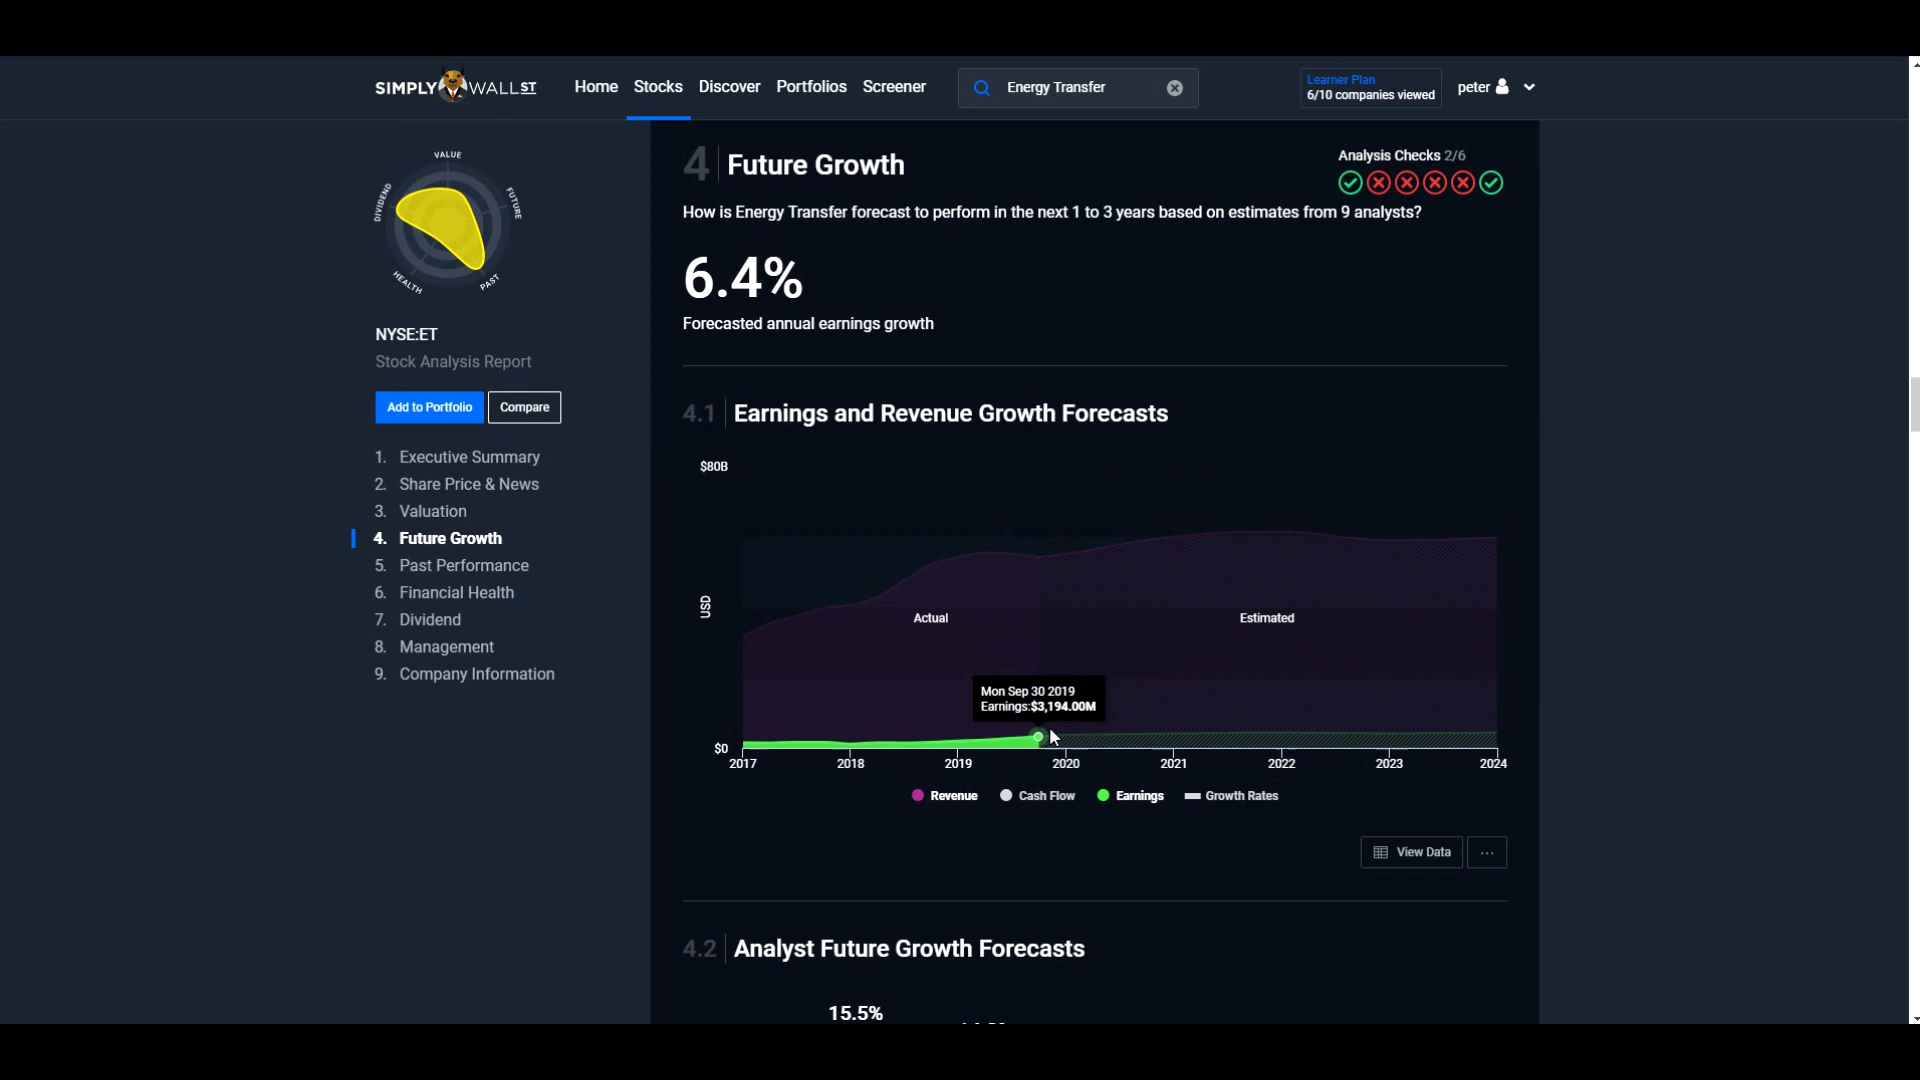 SIMPLY WALLST
Home Stocks Discover Portfolios Screener
Energy Transfer
Learner Plan
6/10 companies viewed
peter
VALUE
FUTURE
PAST
HEALTH
DIVIDEND
NYSE:ET
Stock Analysis Report
Add to Portfolio Compare
1. Executive Summary
2. Share Price & News
3. Valuation
4. Future Growth
5. Past Performance
6. Financial Health
7. Dividend
8. Management
9. Company Information
4 Future Growth
Analysis Checks 2/6
How is Energy Transfer forecast to perform in the next 1 to 3 years based on estimates from 9 analysts?
6.4%
Forecasted annual earnings growth
4.1 Earnings and Revenue Growth Forecasts
$80B
USD
Actual
Estimated
Mon Sep 30 2019
Earnings:$3,194.00M
$0
2017 2018 2019 2020 2021 2022 2023 2024
Revenue Cash Flow Earnings Growth Rates
View Data ...
4.2 Analyst Future Growth Forecasts
15.5%